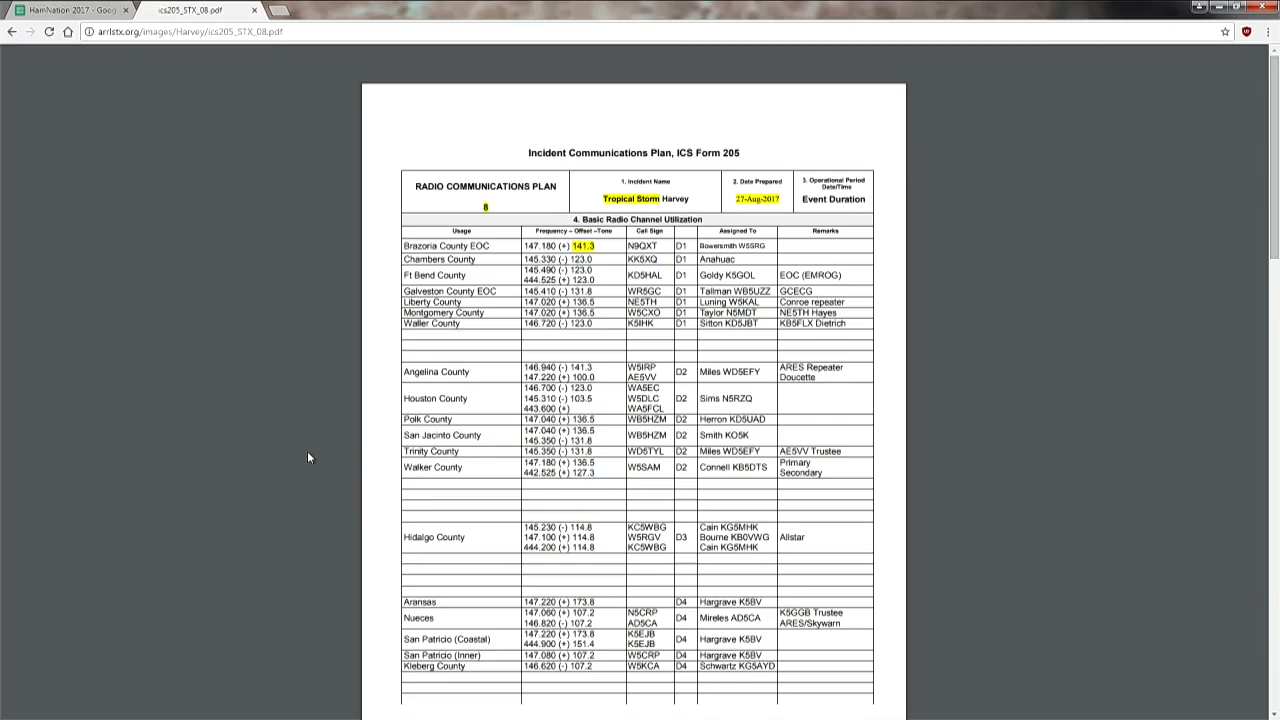 HamNation 2017 - Goog
ics205_STX_08.pdf
arrlstx.org/images/Harvey/ics205_STX_08.pdf
Incident Communications Plan, ICS Form 205
RADIO COMMUNICATIONS PLAN
8
1. Incident Name
Tropical Storm Harvey
2. Date Prepared
27-Aug-2017
3. Operational Period
Date/Time
Event Duration
4. Basic Radio Channel Utilization
Usage Frequency – Offset –Tone Call Sign Assigned To Remarks
Brazoria County EOC 147.180 (+) 141.3 N9QXT D1 Bowersmith W5SRG
Chambers County 145.330 (-) 123.0 KK5XQ D1 Anahuac
Ft Bend County 145.490 (-) 123.0 KD5HAL D1 Goldy K5GOL EOC (EMROG)
444.525 (+) 123.0
Galveston County EOC 145.410 (-) 131.8 WR5GC D1 Tallman WB5UZZ GCECG
Liberty County 147.020 (+) 136.5 NE5TH D1 Luning W5KAL Conroe repeater
Montgomery County 147.020 (+) 136.5 W5CXO D1 Taylor N5MDT NE5TH Hayes
Waller County 146.720 (-) 123.0 K5IHK D1 Sitton KD5JBT KB5FLX Dietrich
Angelina County 146.940 (-) 141.3 W5IRP D2 Miles WD5EFY ARES Repeater
147.220 (+) 100.0 AE5VV Doucette
146.700 (-) 123.0 WA5EC
Houston County 145.310 (-) 103.5 W5DLC D2 Sims N5RZQ
443.600 (+) WA5FCL
Polk County 147.040 (+) 136.5 WB5HZM D2 Herron KD5UAD
San Jacinto County 147.040 (+) 136.5 WB5HZM D2 Smith KO5K
145.350 (-) 131.8
Trinity County 145.350 (-) 131.8 WD5TYL D2 Miles WD5EFY AE5VV Trustee
Walker County 147.180 (+) 136.5 W5SAM D2 Connell KB5DTS Primary
442.525 (+) 127.3 Secondary
145.230 (-) 114.8 KC5WBG Cain KG5MHK
Hidalgo County 147.100 (+) 114.8 W5RGV D3 Bourne KB0VWG Allstar
444.200 (+) 114.8 KC5WBG Cain KG5MHK
Aransas 147.220 (+) 173.8 D4 Hargrave K5BV
Nueces 147.060 (+) 107.2 N5CRP D4 Mireles AD5CA K5GGB Trustee
146.820 (-) 107.2 AD5CA ARES/Skywarn
San Patricio (Coastal) 147.220 (+) 173.8 K5EJB D4 Hargrave K5BV
444.900 (+) 151.4 K5EJB
San Patricio (Inner) 147.080 (+) 107.2 W5CRP D4 Hargrave K5BV
Kleberg County 146.620 (-) 107.2 W5KCA D4 Schwartz KG5AYD